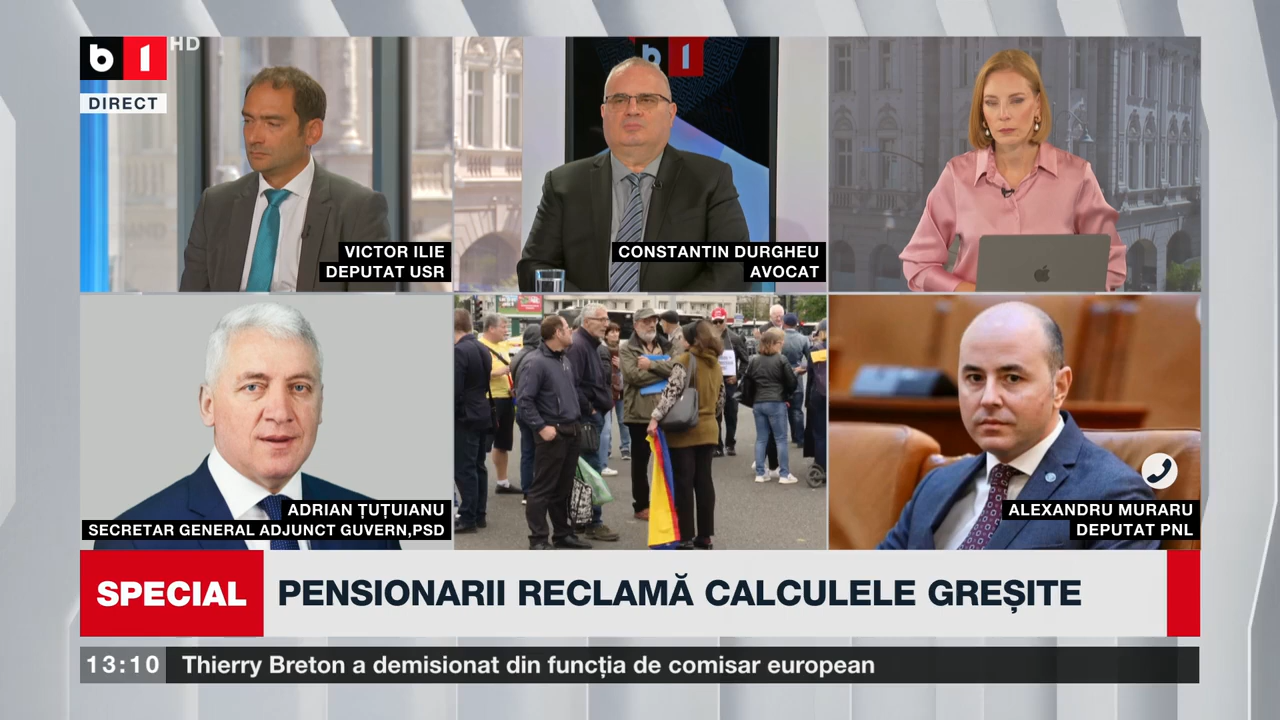 b1 HD
DIRECT
b1
VICTOR ILIE
DEPUTAT USR
CONSTANTIN DURGHEU
AVOCAT
ADRIAN ȚUȚUIANU
SECRETAR GENERAL ADJUNCT GUVERN,PSD
ALEXANDRU MURARU
DEPUTAT PNL
SPECIAL PENSIONARII RECLAMĂ CALCULELE GREȘITE
13:10 Thierry Breton a demisionat din funcția de comisar european